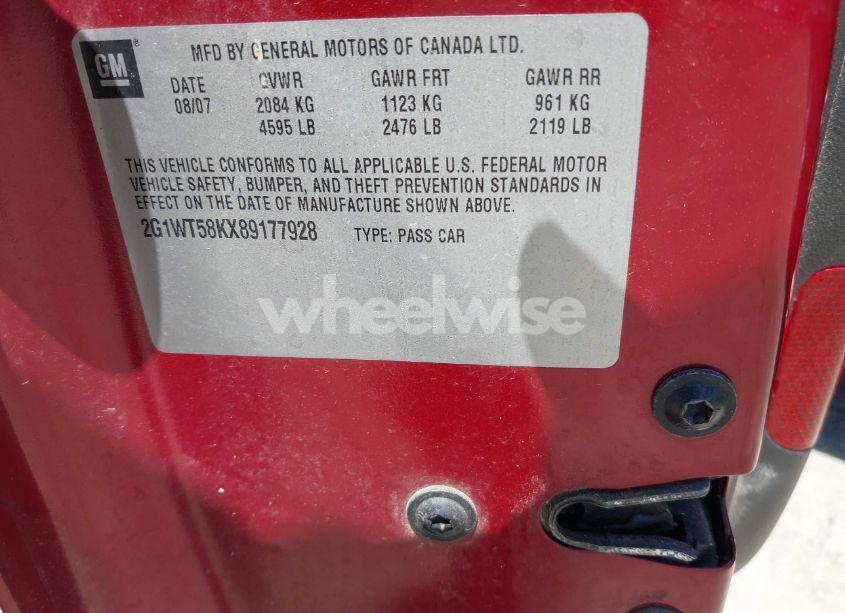 GM
MFD BY GENERAL MOTORS OF CANADA LTD.
DATE GVWR GAWR FRT GAWR RR
08/07 2084 KG 1123 KG 961 KG
4595 LB 2476 LB 2119 LB
THIS VEHICLE CONFORMS TO ALL APPLICABLE U.S. FEDERAL MOTOR
VEHICLE SAFETY, BUMPER, AND THEFT PREVENTION STANDARDS IN
EFFECT ON THE DATE OF MANUFACTURE SHOWN ABOVE.
2G1WT58KX89177928 TYPE: PASS CAR
wheelwise